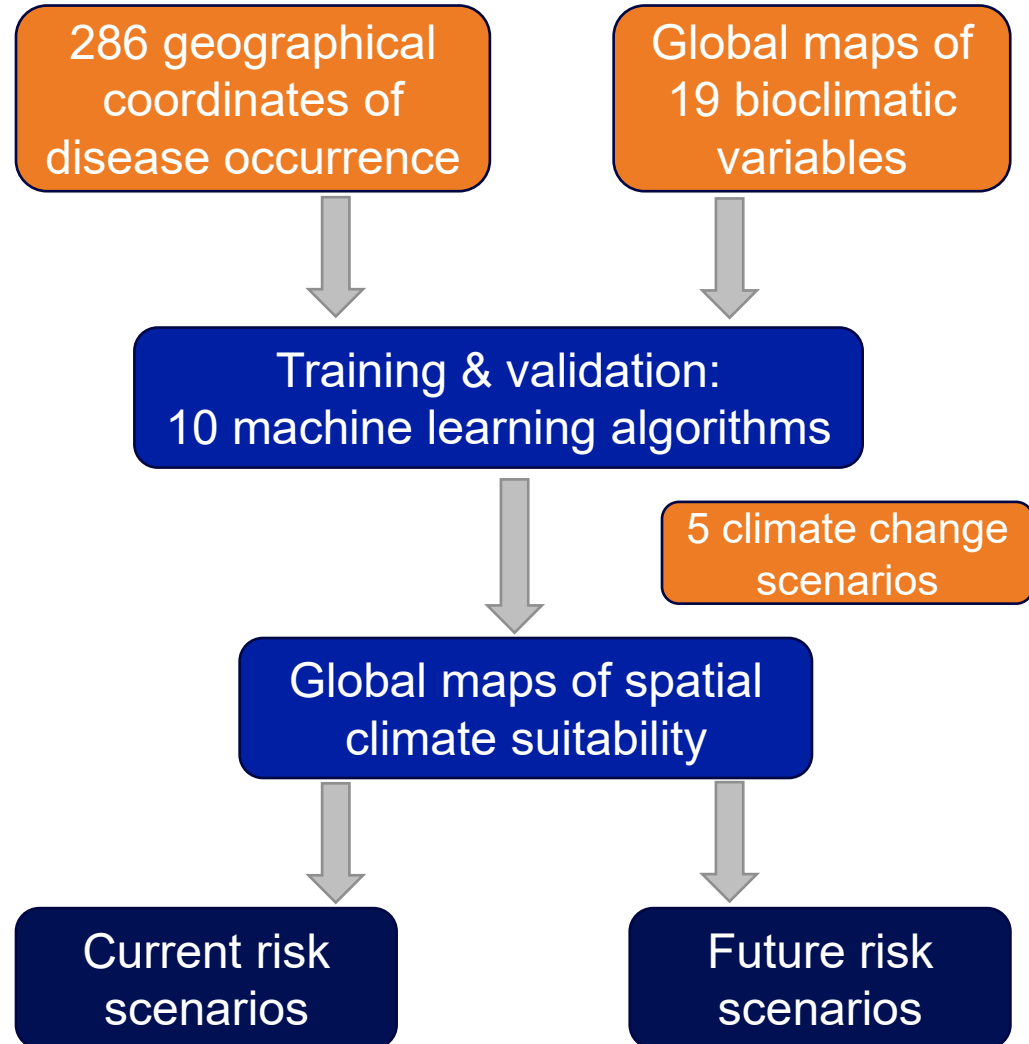 286 geographical
coordinates of
disease occurrence
Global maps of
19 bioclimatic
variables
Training & validation:
10 machine learning algorithms
5 climate change
scenarios
Global maps of spatial
climate suitability
Current risk
scenarios
Future risk
scenarios